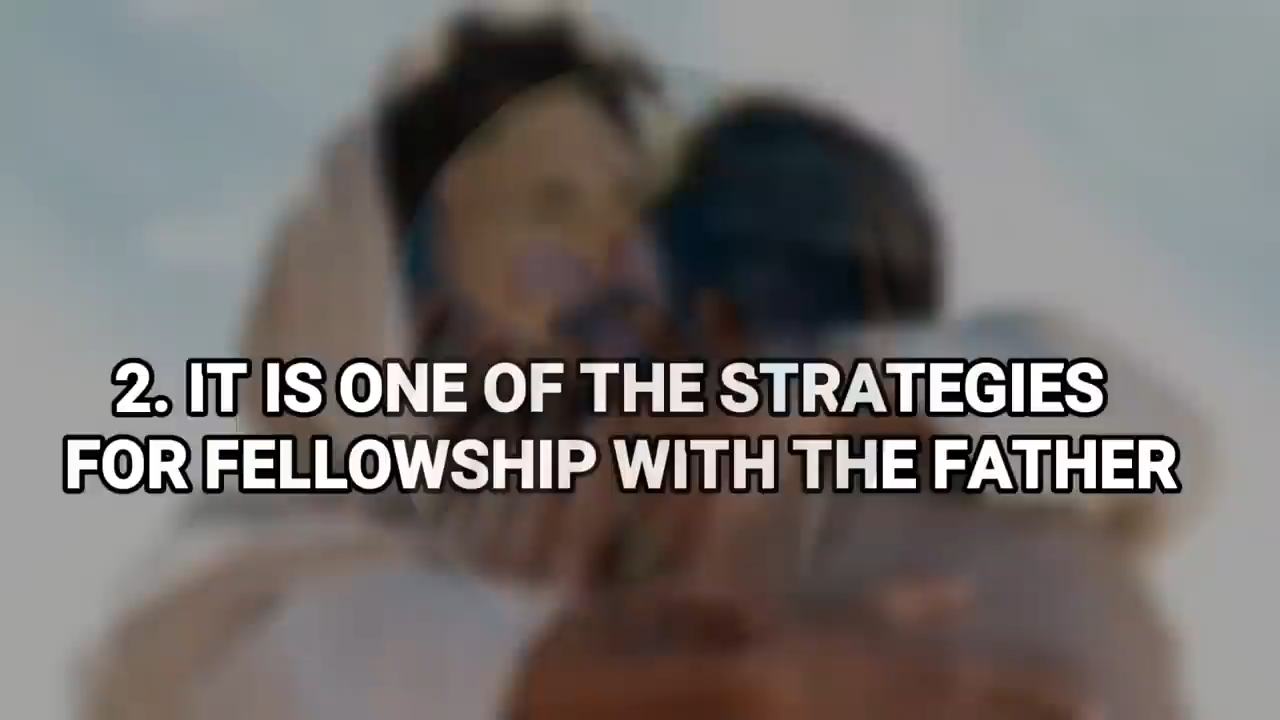 2. IT IS ONE OF THE STRATEGIES
FOR FELLOWSHIP WITH THE FATHER